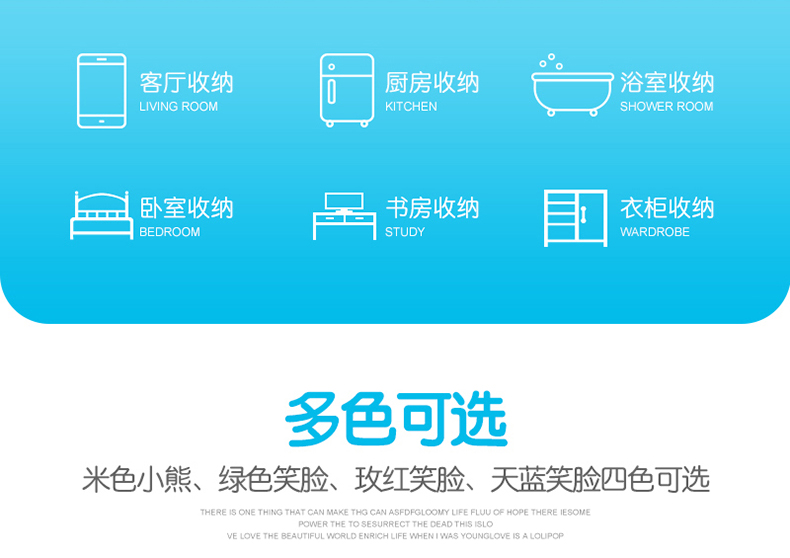 客厅收纳
LIVING ROOM
厨房收纳
KITCHEN
浴室收纳
SHOWER ROOM
卧室收纳
BEDROOM
书房收纳
STUDY
衣柜收纳
WARDROBE
多色可选
米色小熊、绿色笑脸、玫红笑脸、天蓝笑脸四色可选
THERE IS ONE THING THAT CAN MAKE THG CAN ASFDFGLOOMY LIFE FLUU OF HOPE THERE IESOME
POWER THE TO SESURRECT THE DEAD THIS ISLO
VE LOVE THE BEAUTIFUL WORLD ENRICH LIFE WHEN I WAS YOUNGLOVE IS A LOLIPOP